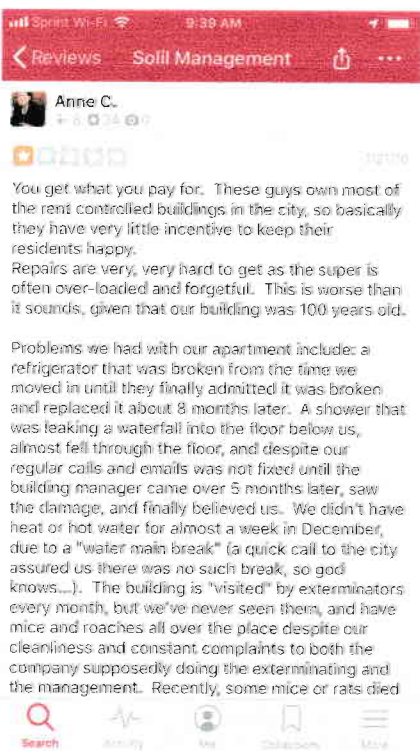 Sprint Wi-Fi 9:39 AM
Reviews Solil Management
Anne C.
You get what you pay for. These guys own most of
the rent controlled buildings in the city, so basically
they have very little incentive to keep their
residents happy.
Repairs are very, very hard to get as the super is
often over-loaded and forgetful. This is worse than
it sounds, given that our building was 100 years old.
Problems we had with our apartment include: a
refrigerator that was broken from the time we
moved in until they finally admitted it was broken
and replaced it about 8 months later. A shower that
was leaking a waterfall into the floor below us,
almost fell through the floor, and despite our
regular calls and emails was not fixed until the
building manager came over 5 months later, saw
the damage, and finally believed us. We didn't have
heat or hot water for almost a week in December,
due to a "water main break" (a quick call to the city
assured us there was no such break, so god
knows...). The building is "visited" by exterminators
every month, but we've never seen them, and have
mice and roaches all over the place despite our
cleanliness and constant complaints to both the
company supposedly doing the exterminating and
the management. Recently, some mice or rats died
Search Activity Me Collections More